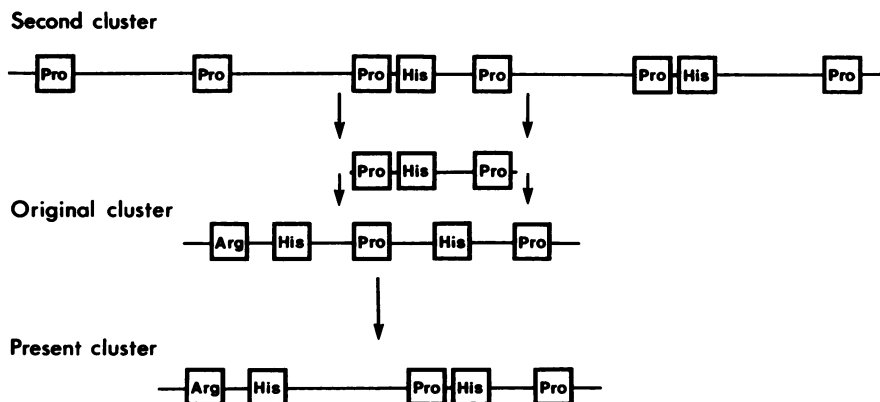 Second cluster
Pro Pro Pro His Pro Pro His Pro
Pro His Pro
Original cluster
Arg His Pro His Pro
Present cluster
Arg His Pro His Pro